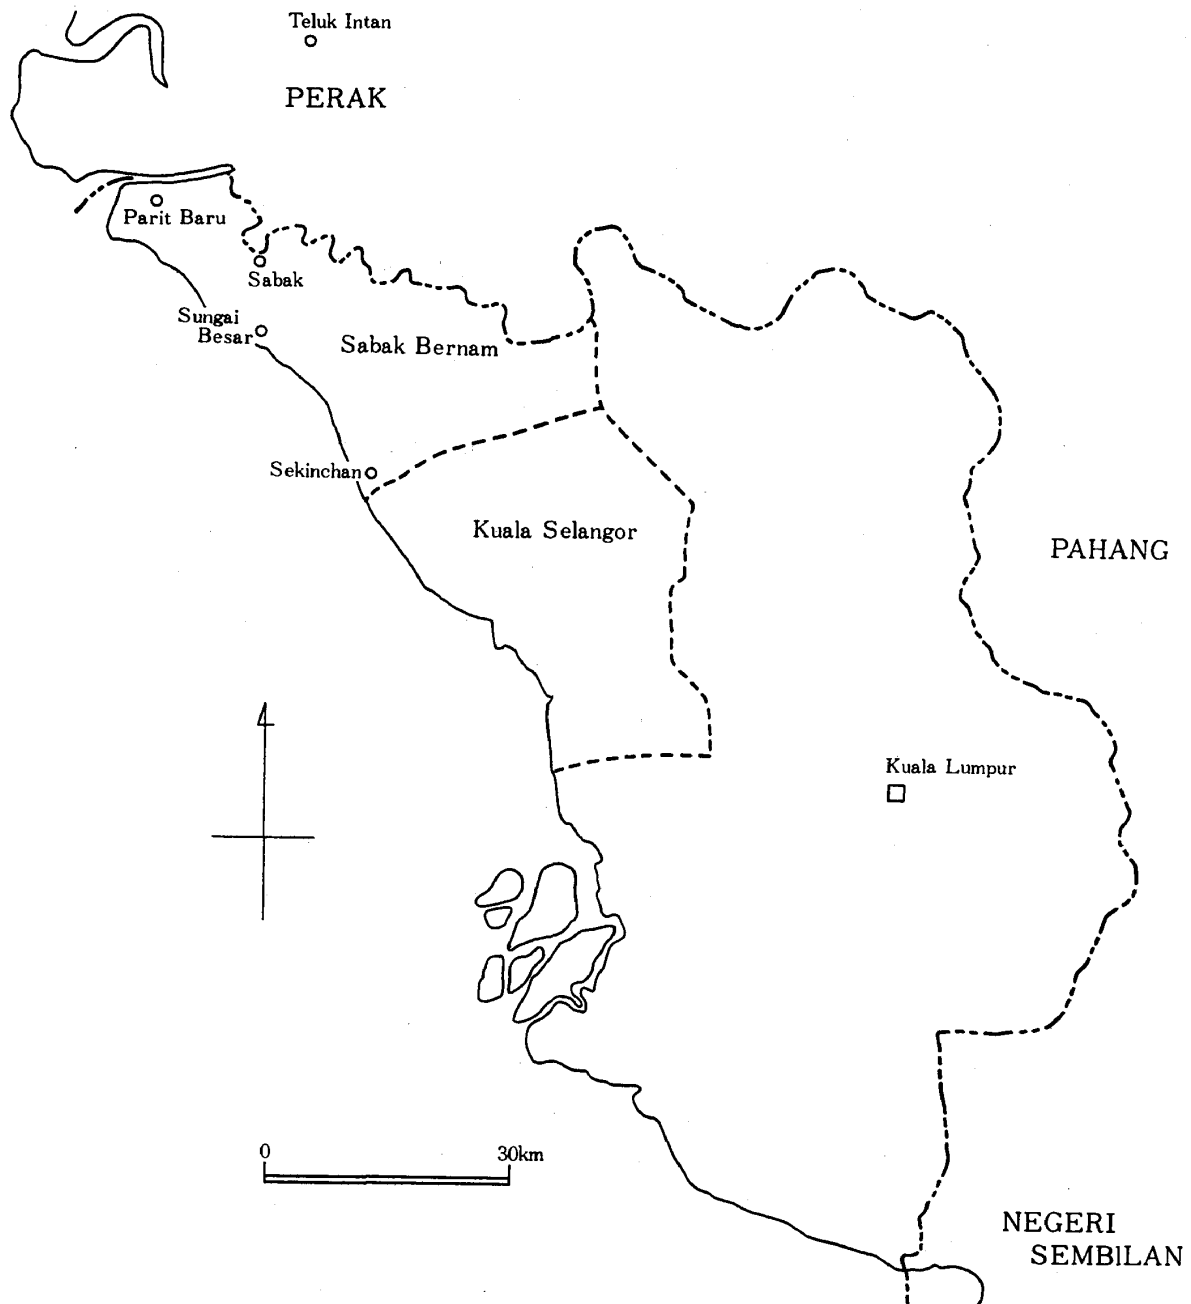 Teluk Intan
PERAK
Parit Baru
Sabak
Sungai
Besar
Sabak Bernam
Sekinchan
Kuala Selangor
PAHANG
Kuala Lumpur
0 30km
NEGERI
SEMBILAN